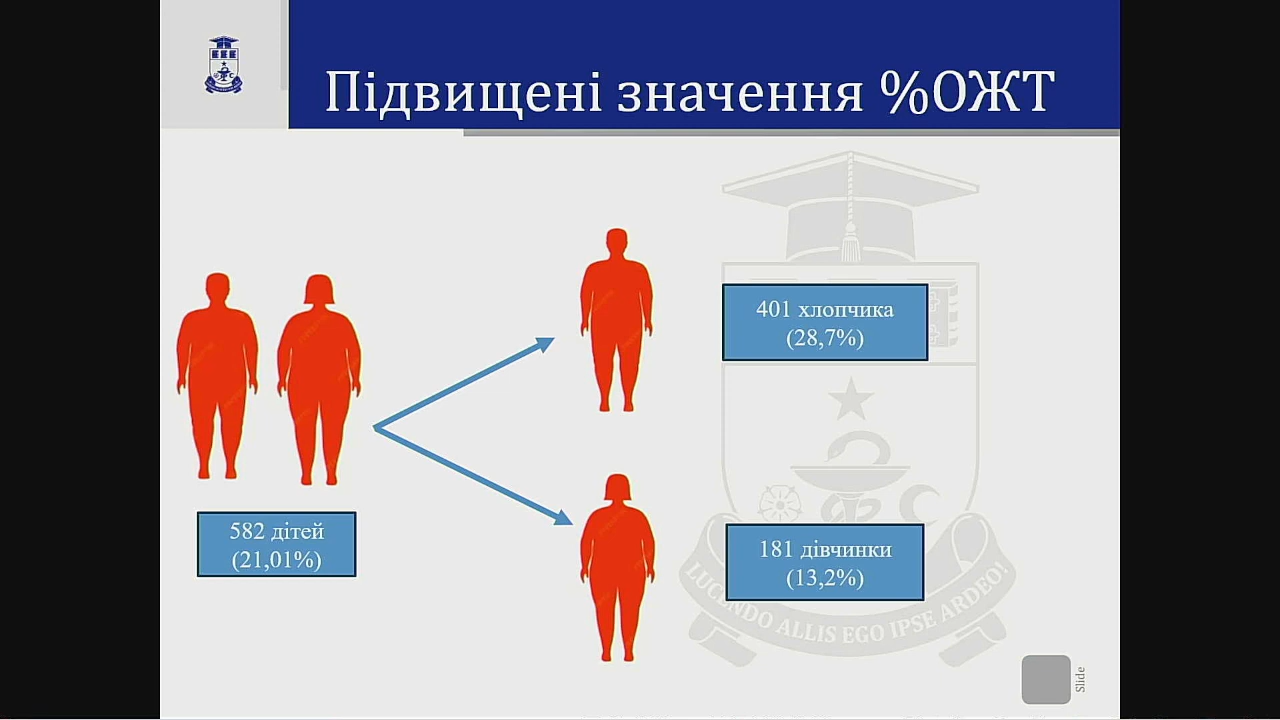 Підвищені значення %ОЖТ
401 хлопчика
(28,7%)
582 дітей
(21,01%)
181 дівчинки
(13,2%)
LUCENDO ALLIS EGO IPSE ARDEO!
Slide